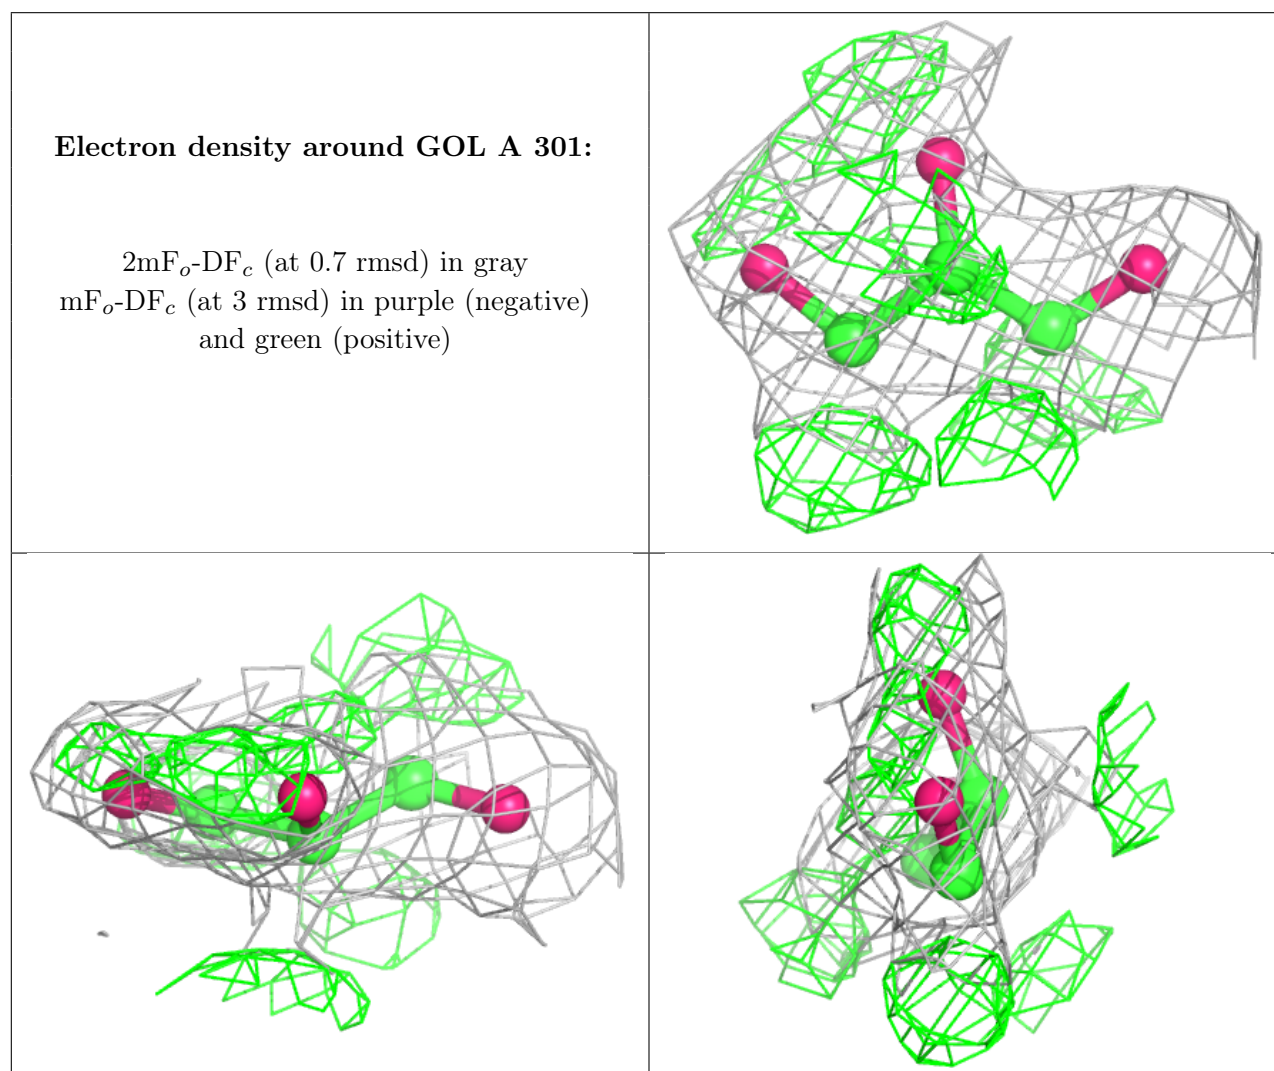 Electron density around GOL A 301:
2mFo-DFc (at 0.7 rmsd) in gray
mFo-DFc (at 3 rmsd) in purple (negative)
and green (positive)